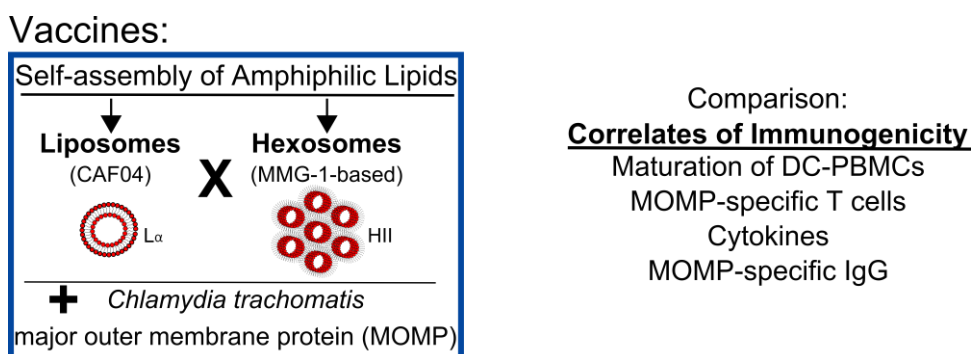 Vaccines:
Self-assembly of Amphiphilic Lipids
Liposomes X Hexosomes
(CAF04) (MMG-1-based)
Lα HII
+ Chlamydia trachomatis
major outer membrane protein (MOMP)
Comparison:
Correlates of Immunogenicity
Maturation of DC-PBMCs
MOMP-specific T cells
Cytokines
MOMP-specific IgG